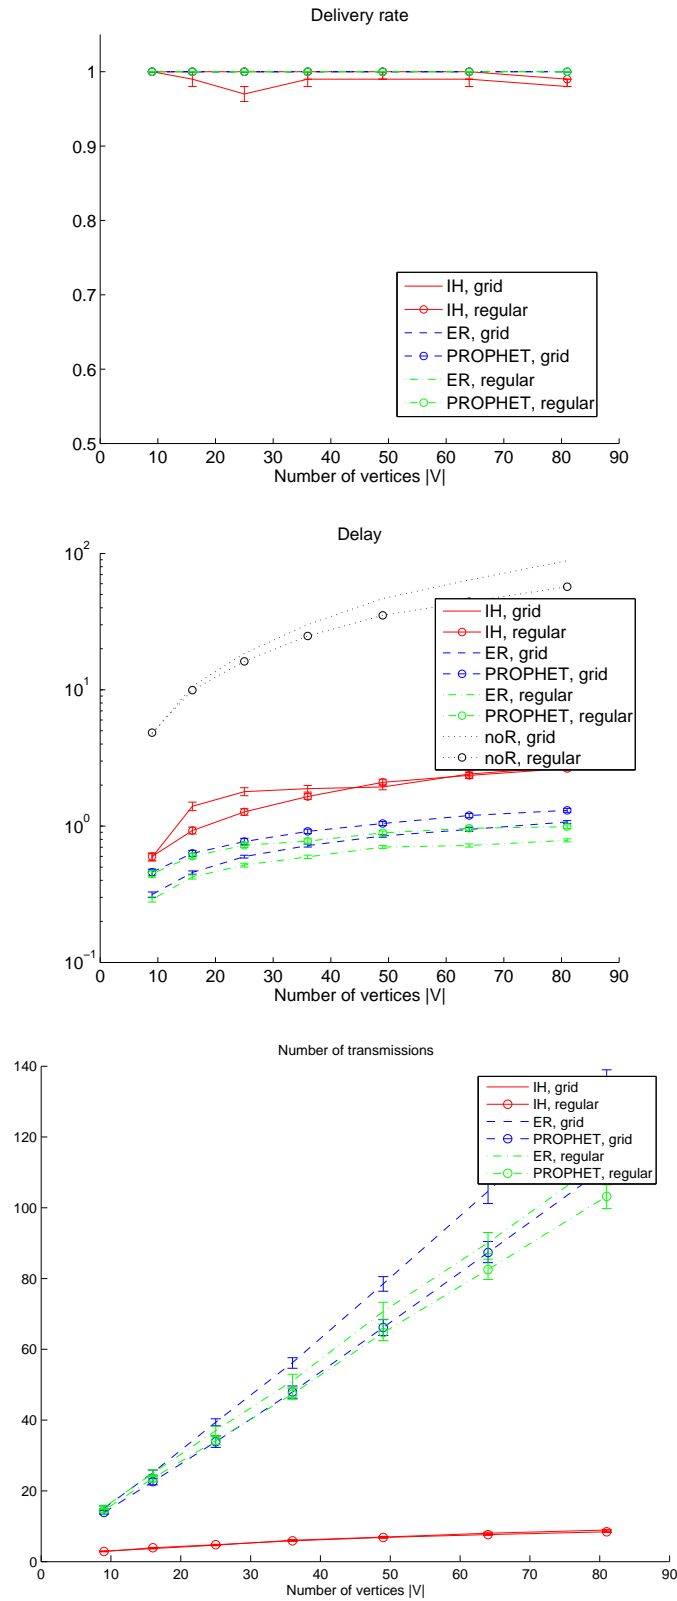 Delivery rate
1
0.9
0.8
0.7
0.6
0.5
IH, grid
IH, regular
ER, grid
PROPHET, grid
ER, regular
PROPHET, regular
0 10 20 30 40 50 60 70 80 90
Number of vertices |V|
Delay
10^2
10^1
10^0
10^−1
IH, grid
IH, regular
ER, grid
PROPHET, grid
ER, regular
PROPHET, regular
noR, grid
noR, regular
0 10 20 30 40 50 60 70 80 90
Number of vertices |V|
Number of transmissions
140
120
100
80
60
40
20
0
IH, grid
IH, regular
ER, grid
PROPHET, grid
ER, regular
PROPHET, regular
0 10 20 30 40 50 60 70 80 90
Number of vertices |V|